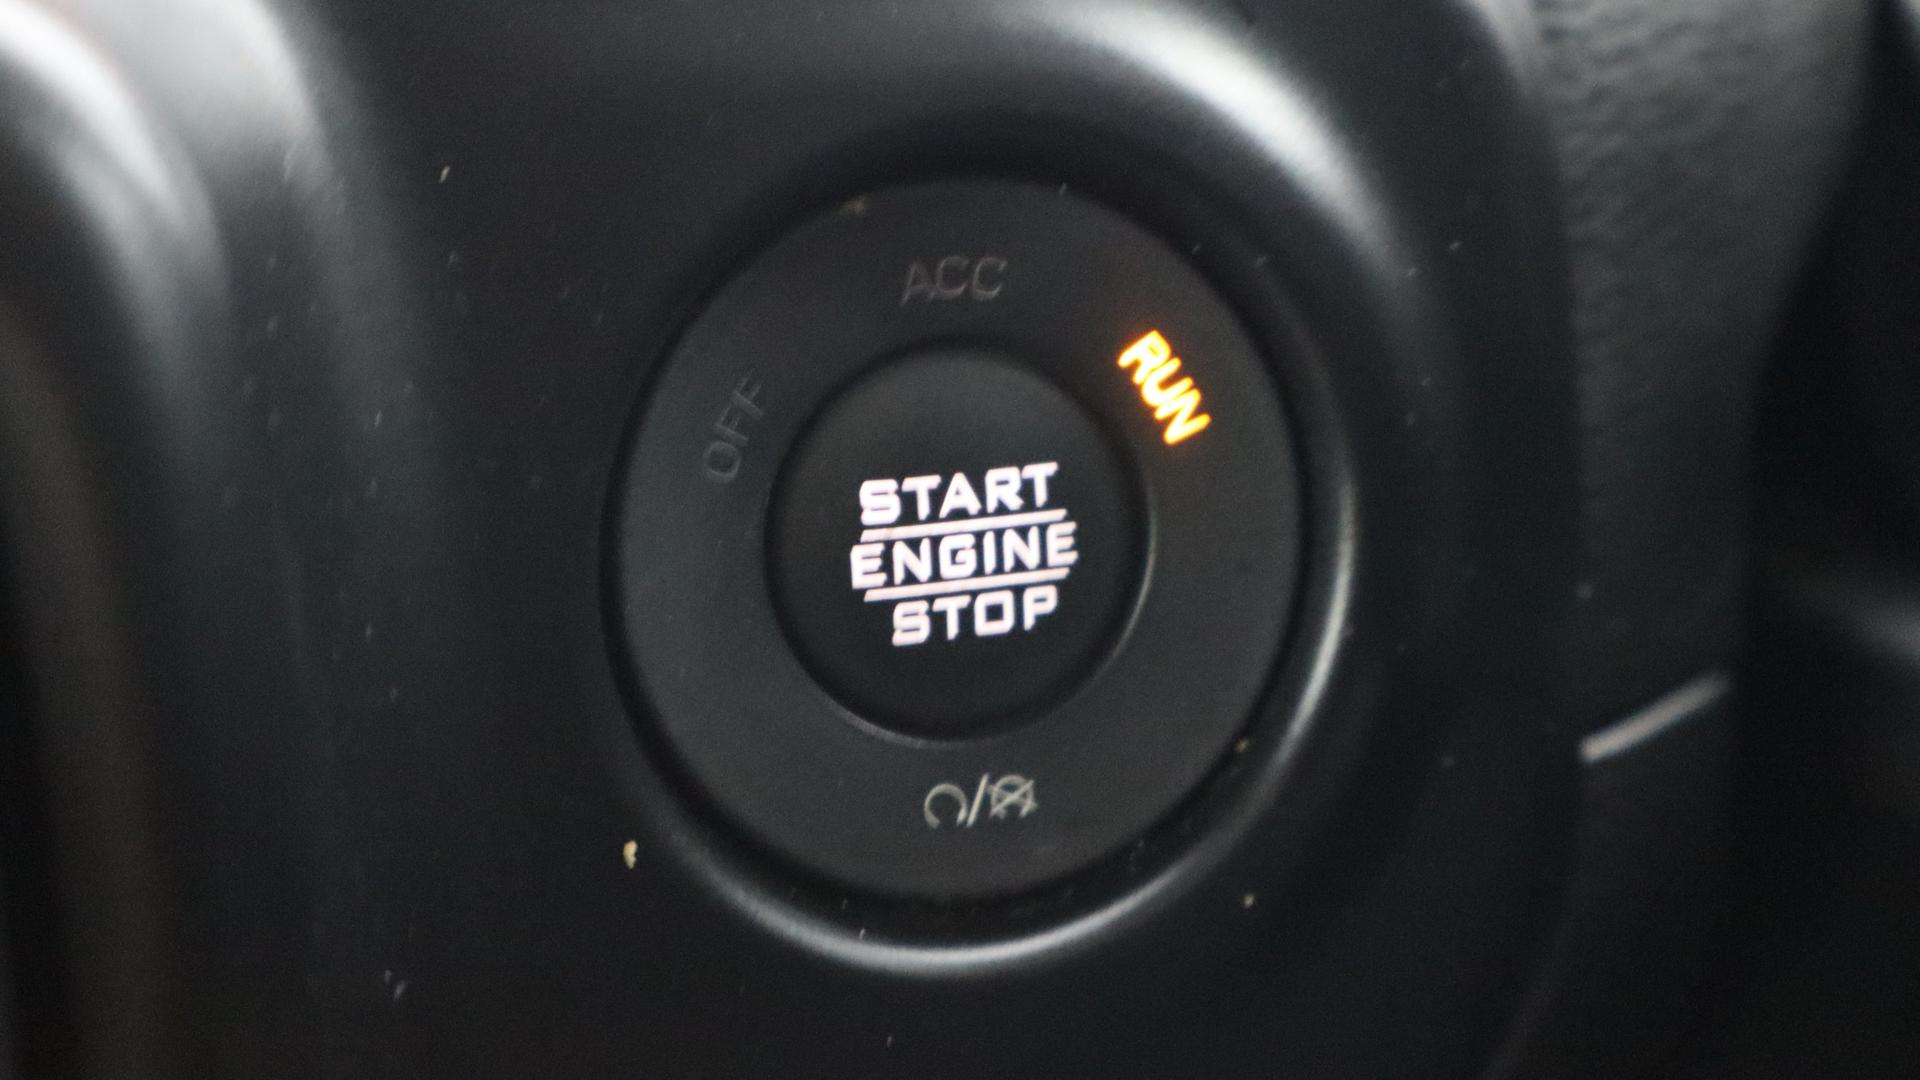 ACC
RUN
OFF
START
ENGINE
STOP